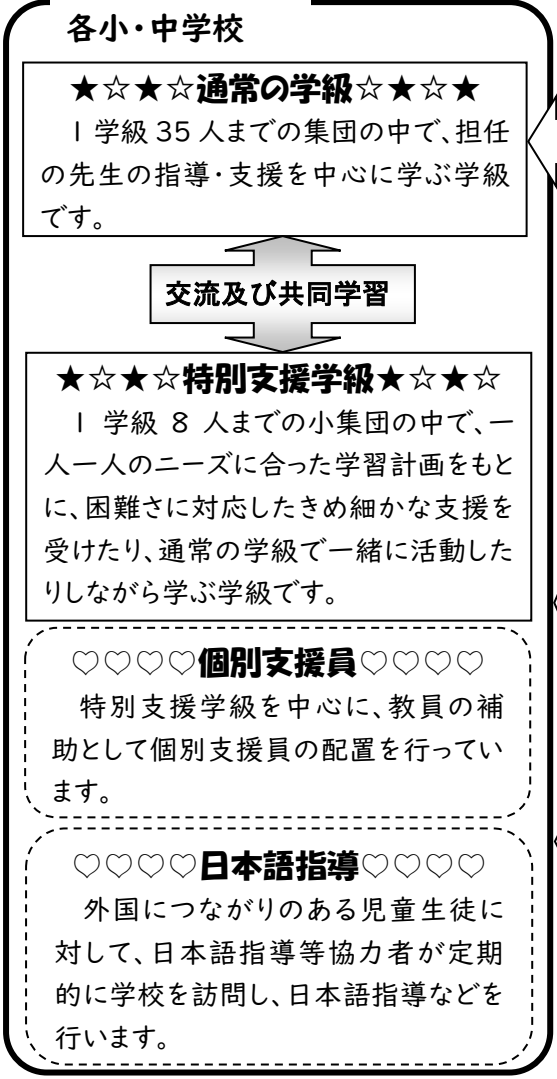 各小・中学校
★☆★☆通常の学級☆★☆★
1学級35人までの集団の中で、担任
の先生の指導・支援を中心に学ぶ学級
です。
交流及び共同学習
★☆★☆特別支援学級★☆★☆
1学級8人までの小集団の中で、一
人一人のニーズに合った学習計画をもと
に、困難さに対応したきめ細かな支援を
受けたり、通常の学級で一緒に活動した
りしながら学ぶ学級です。
♡♡♡♡個別支援員♡♡♡♡
特別支援学級を中心に、教員の補
助として個別支援員の配置を行ってい
ます。
♡♡♡♡日本語指導♡♡♡♡
外国につながりのある児童生徒に
対して、日本語指導等協力者が定期
的に学校を訪問し、日本語指導などを
行います。